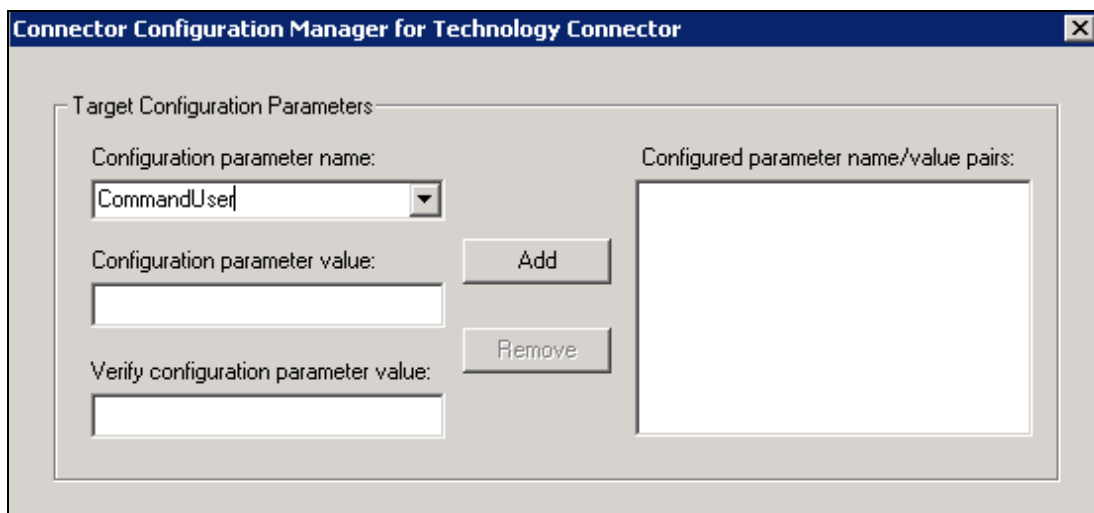 Connector Configuration Manager for Technology Connector
Target Configuration Parameters
Configuration parameter name:
CommandUser
Configuration parameter value:
Verify configuration parameter value:
Add
Remove
Configured parameter name/value pairs: